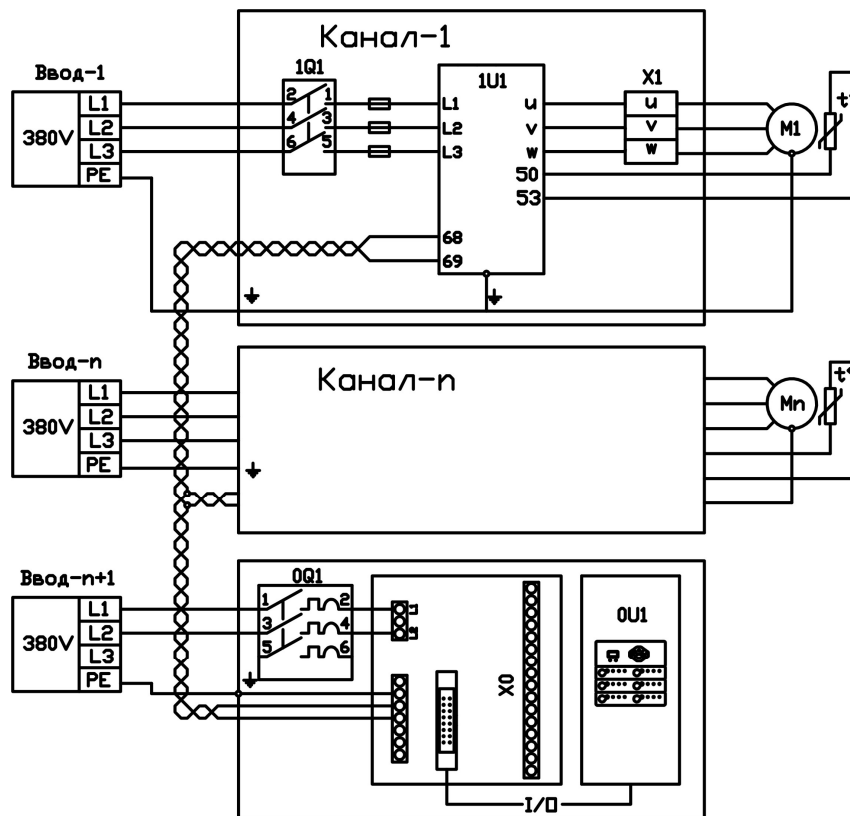 Канал-1
Ввод-1
380V
L1
L2
L3
PE
1Q1
2 1
4 3
6 5
1U1
L1
L2
L3
u
v
w
50
53
68
69
X1
u
v
w
M1
t°
Ввод-n
380V
L1
L2
L3
PE
Канал-n
Mn
t°
Ввод-n+1
380V
L1
L2
L3
PE
0Q1
1 2
3 4
5 6
L1
L2
X0
0U1
I/O